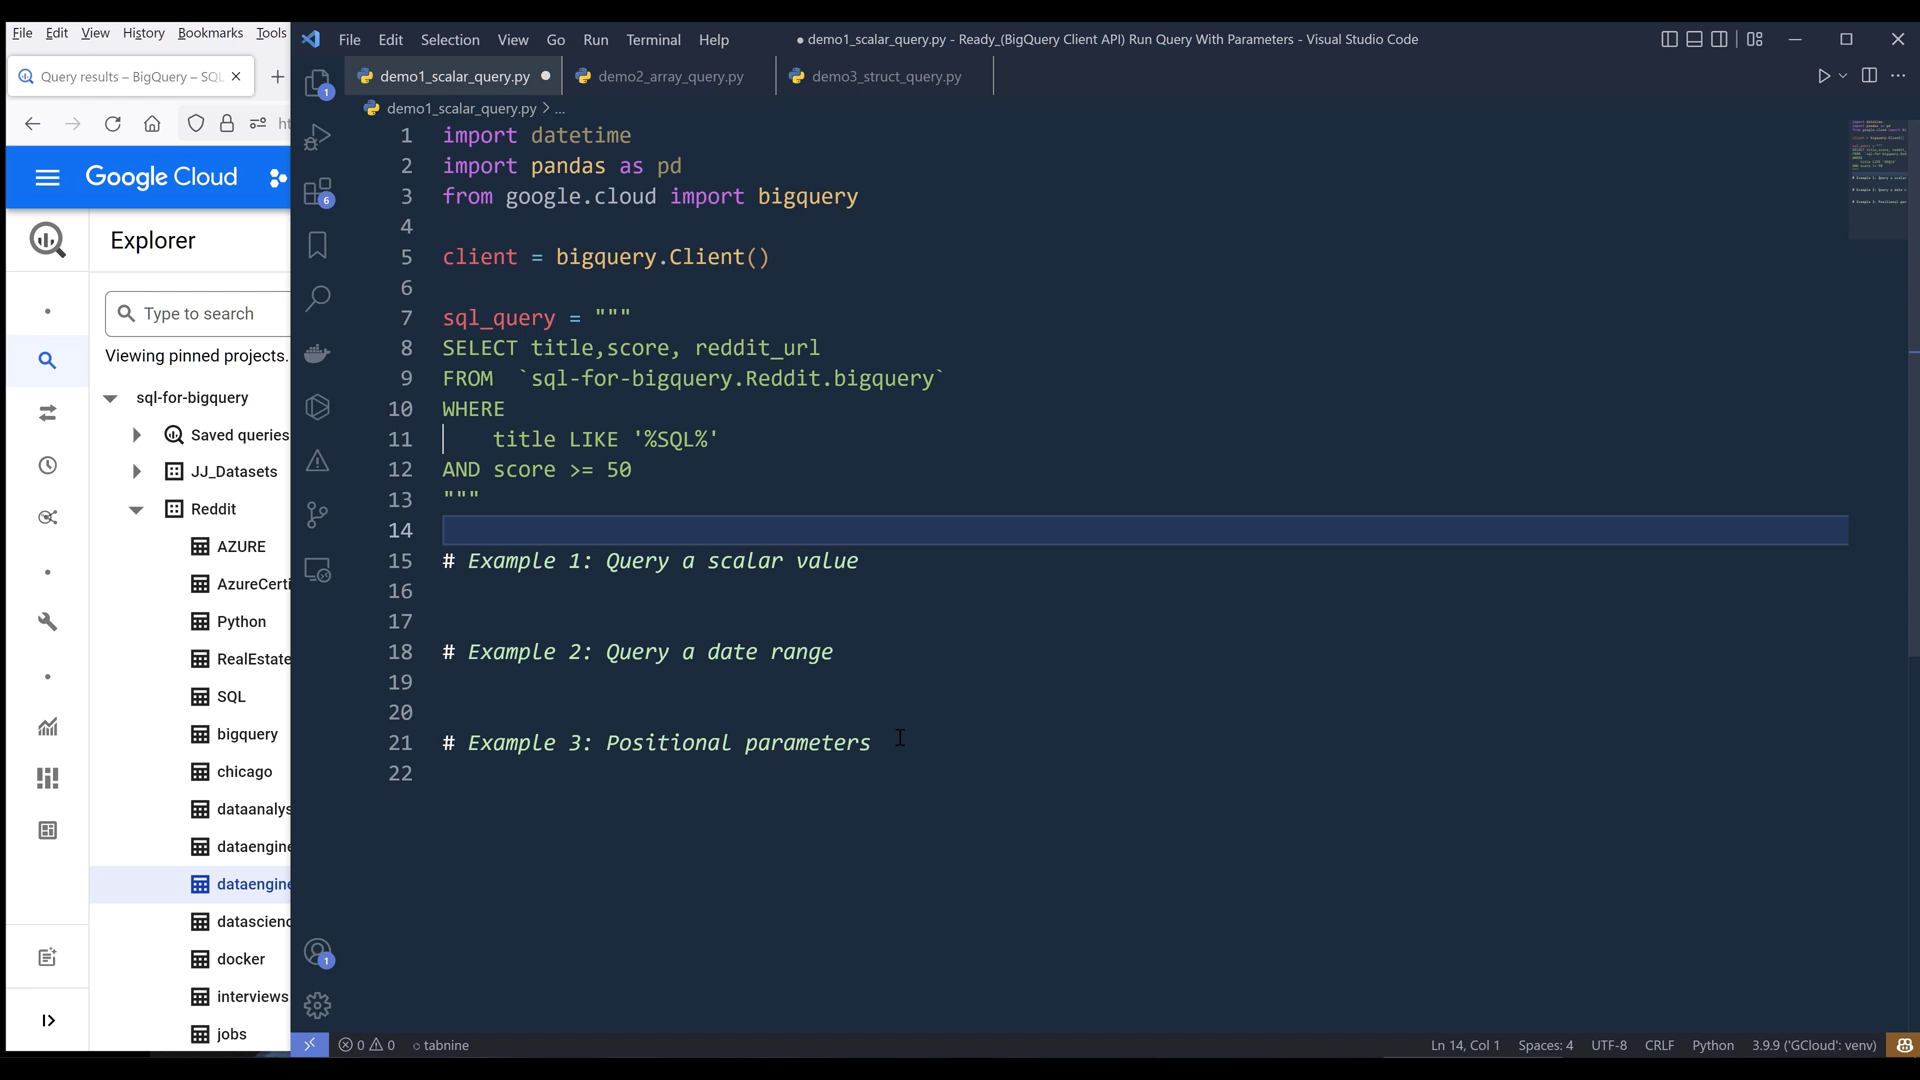 File Edit View History Bookmarks Tools
Query results – BigQuery – SQL
Google Cloud
Explorer
Type to search
Viewing pinned projects.
sql-for-bigquery
Saved queries
JJ_Datasets
Reddit
AZURE
AzureCerti
Python
RealEstate
SQL
bigquery
chicago
dataanalys
dataengine
dataengine
datascienc
docker
interviews
jobs
File Edit Selection View Go Run Terminal Help
● demo1_scalar_query.py - Ready_(BigQuery Client API) Run Query With Parameters - Visual Studio Code
demo1_scalar_query.py ● demo2_array_query.py demo3_struct_query.py
demo1_scalar_query.py > ...
1
6
1
1 import datetime
2 import pandas as pd
3 from google.cloud import bigquery
4
5 client = bigquery.Client()
6
7 sql_query = """
8 SELECT title,score, reddit_url
9 FROM  `sql-for-bigquery.Reddit.bigquery`
10 WHERE
11     title LIKE '%SQL%'
12 AND score >= 50
13 """
14
15 # Example 1: Query a scalar value
16
17
18 # Example 2: Query a date range
19
20
21 # Example 3: Positional parameters
22
0 0 tabnine
Ln 14, Col 1 Spaces: 4 UTF-8 CRLF Python 3.9.9 ('GCloud': venv)